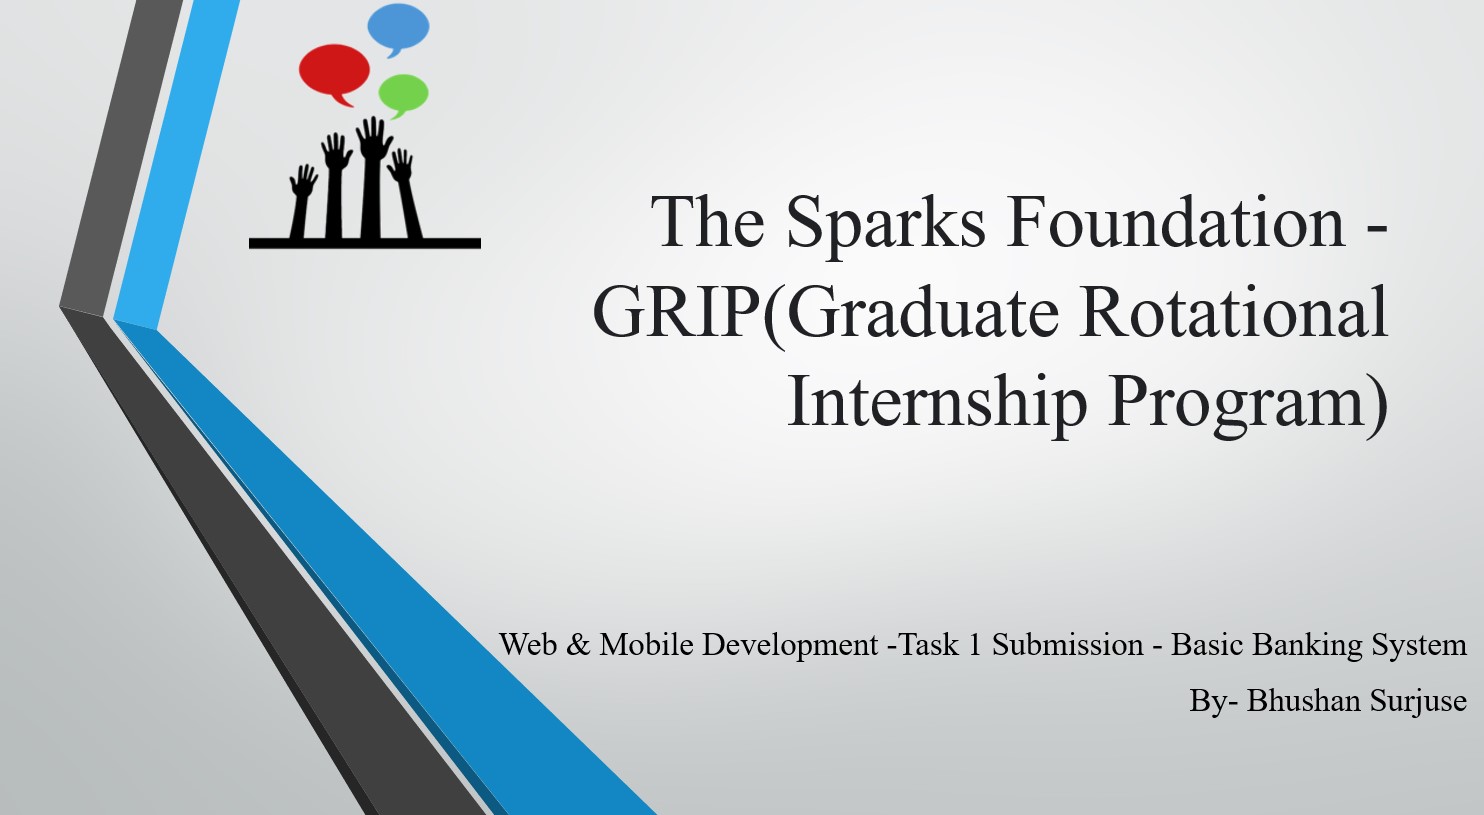 The Sparks Foundation -
GRIP(Graduate Rotational
Internship Program)
Web & Mobile Development -Task 1 Submission - Basic Banking System
By- Bhushan Surjuse